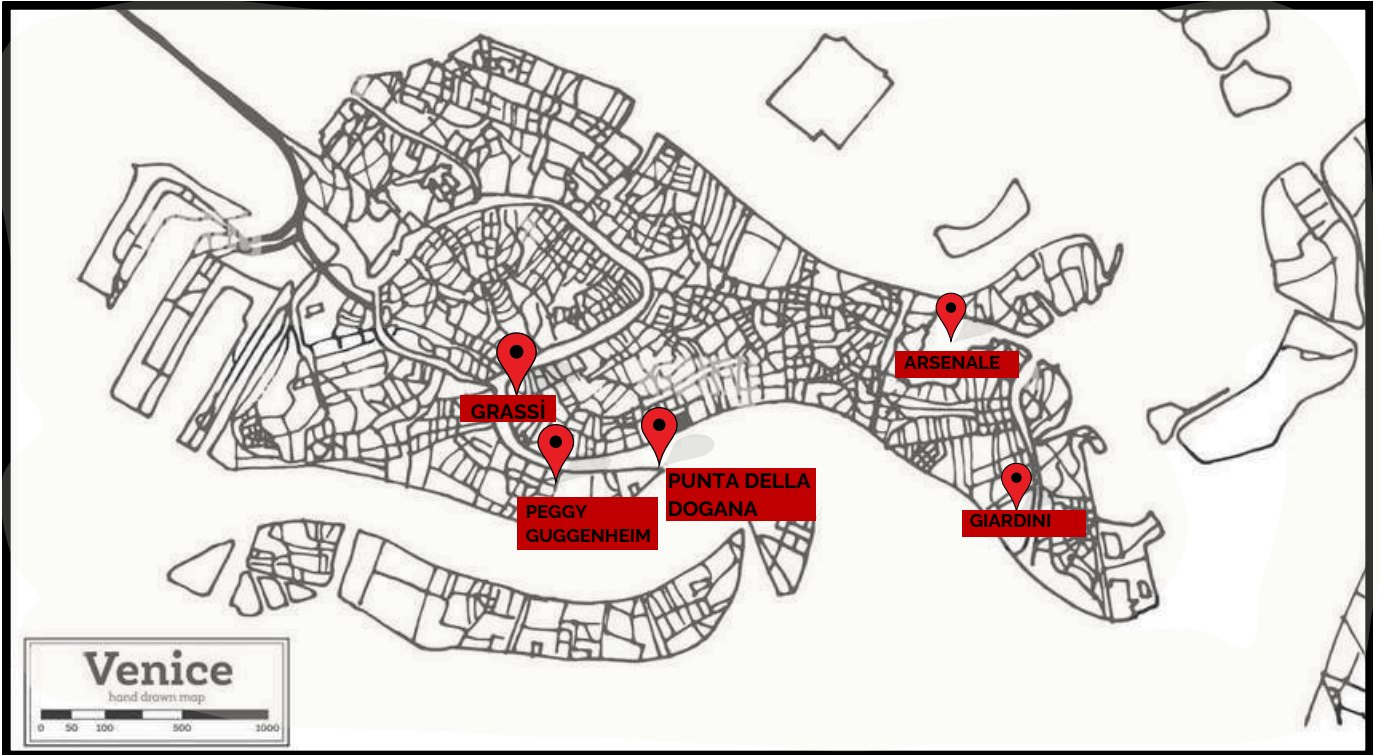 ARSENALE
GRASSİ
PUNTA DELLA
DOGANA
PEGGY
GUGGENHEIM
GIARDINI
Venice
hand drawn map
0 50 100 500 1000